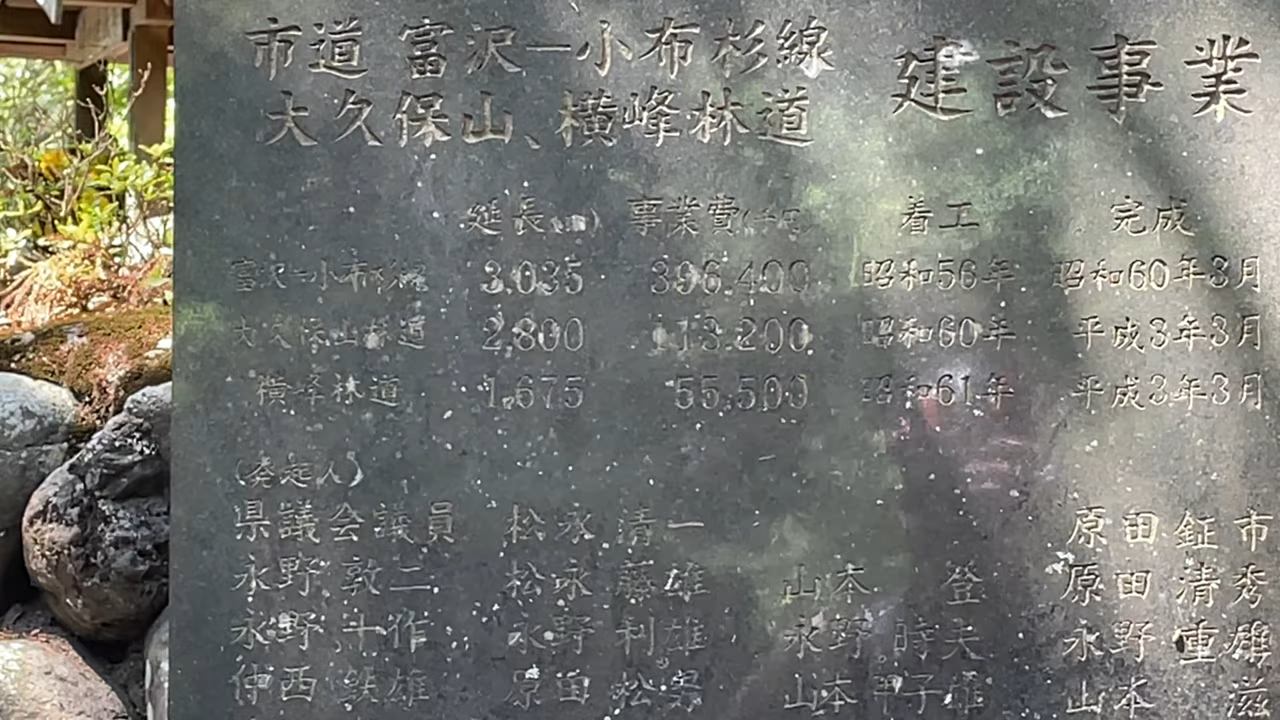 市道 富沢―小布杉線 建設事業
大久保山、横峰林道
延長 事業費(千円) 着工 完成
富沢―小布杉線 3.035 396.400 昭和56年 昭和60年3月
大久保山林道 2.800 113.200 昭和60年 平成3年3月
横峰林道 1.675 55.500 昭和61年 平成3年3月
(発起人)
県議会議員 松永清一 原田鉦市
永野敦二 松永藤雄 山本登 原田清秀
永野十作 永野利雄 永野時夫 永野重雄
仲西鉄雄 原田松男 山本甲子雄 山本滋